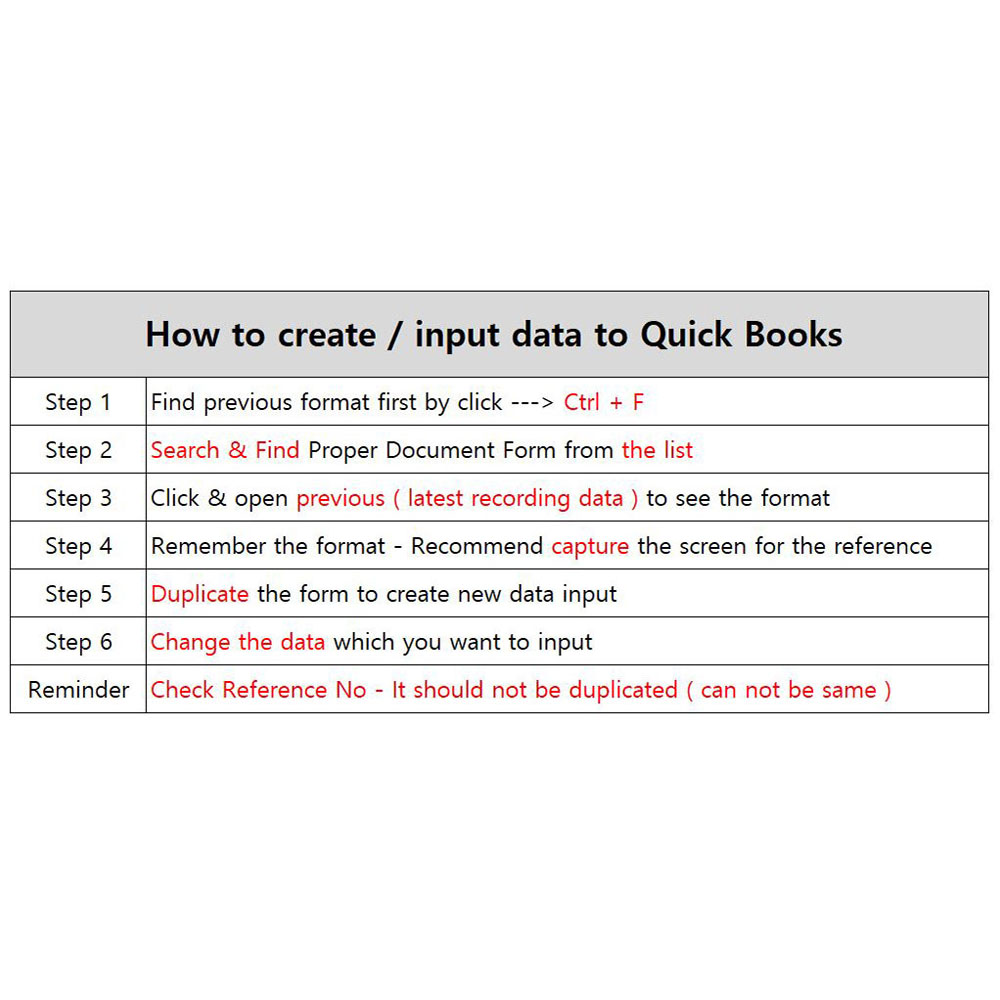 How to create / input data to Quick Books
Step 1 Find previous format first by click ---> Ctrl + F
Step 2 Search & Find Proper Document Form from the list
Step 3 Click & open previous ( latest recording data ) to see the format
Step 4 Remember the format - Recommend capture the screen for the reference
Step 5 Duplicate the form to create new data input
Step 6 Change the data which you want to input
Reminder Check Reference No - It should not be duplicated ( can not be same )